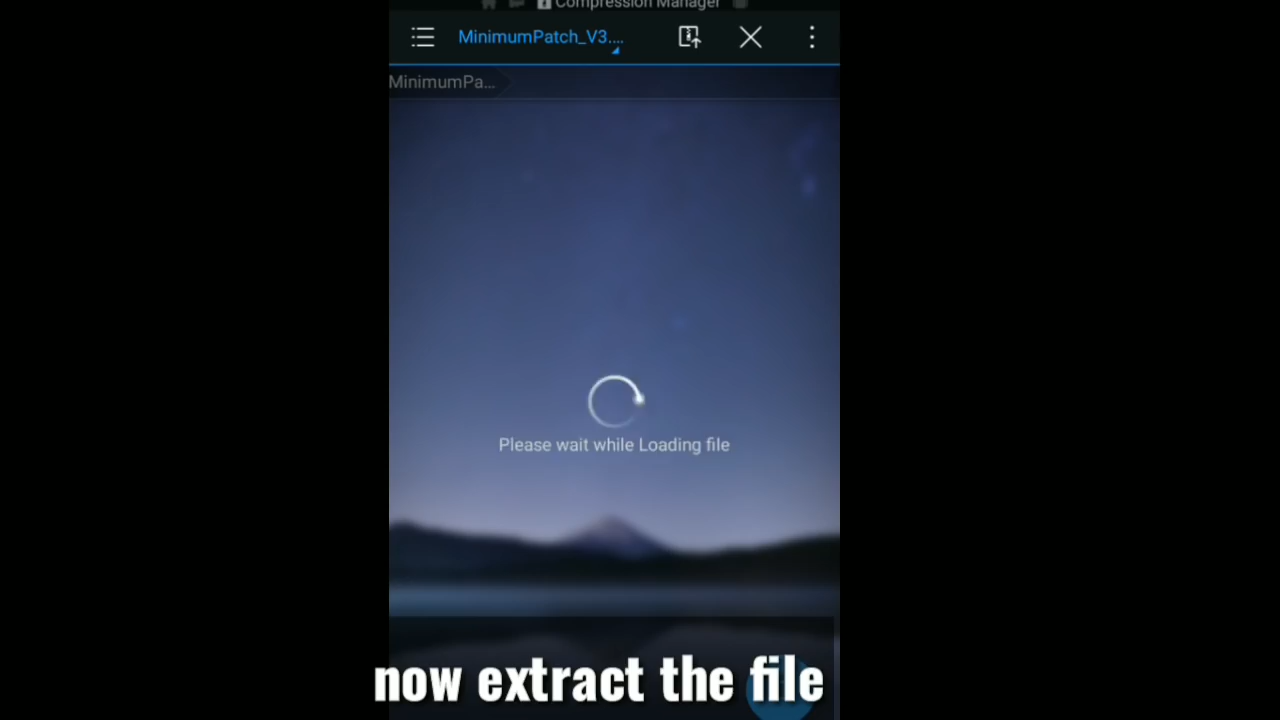 Compression Manager
MinimumPatch_V3....
MinimumPa...
Please wait while Loading file
now extract the file